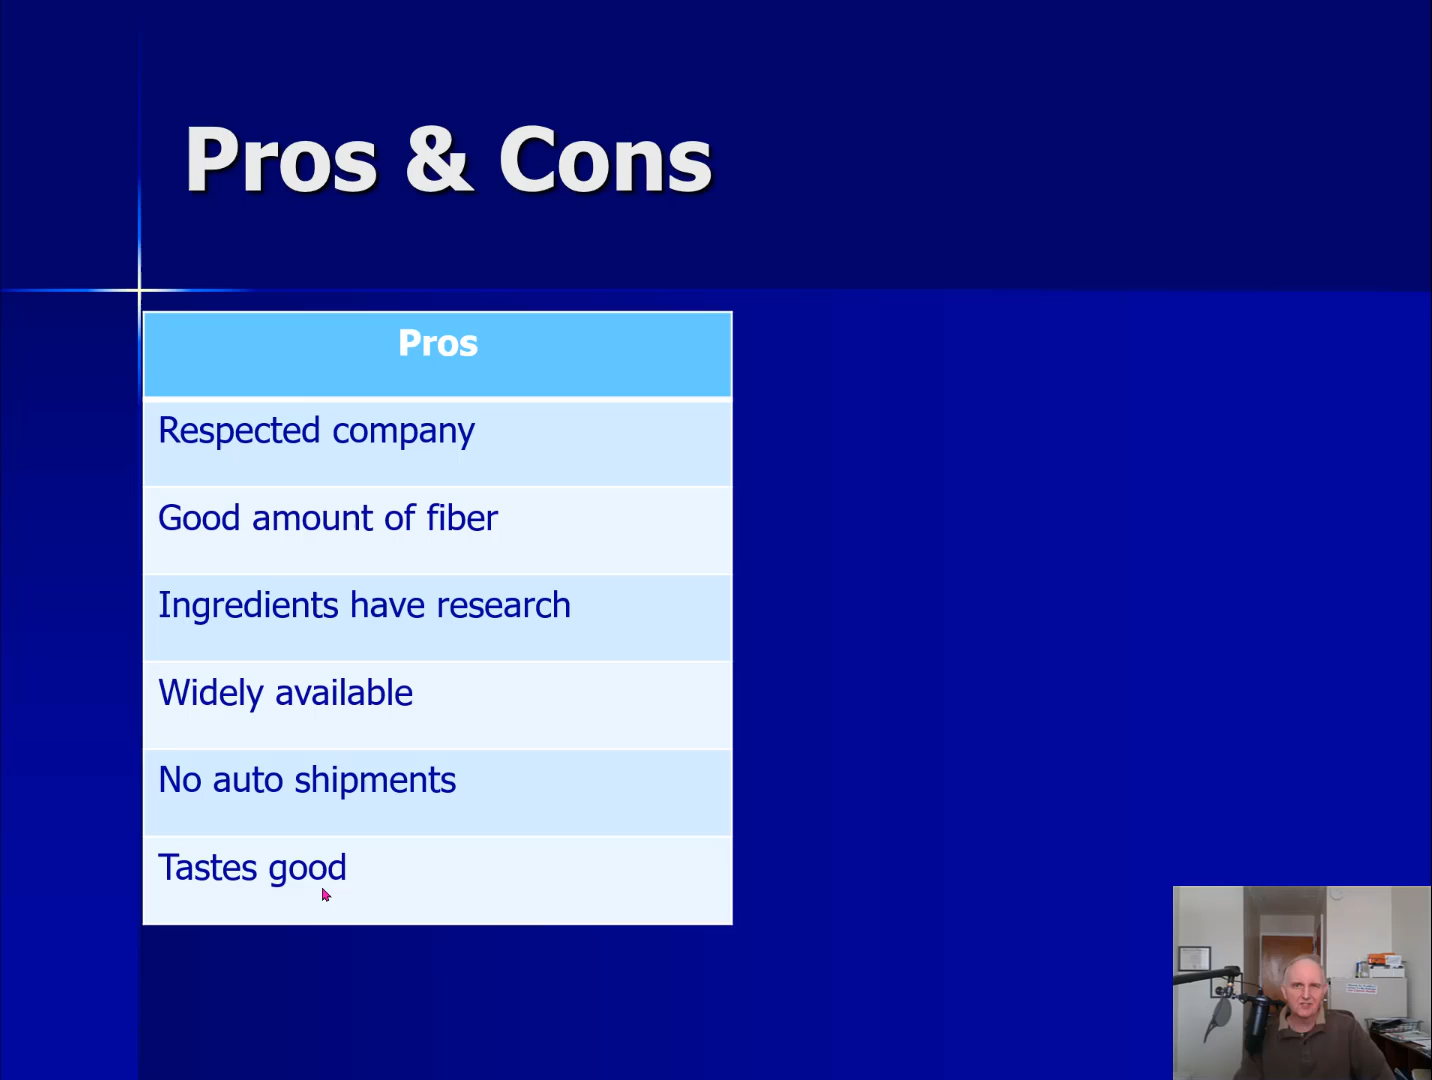 Pros & Cons
Pros
Respected company
Good amount of fiber
Ingredients have research
Widely available
No auto shipments
Tastes good